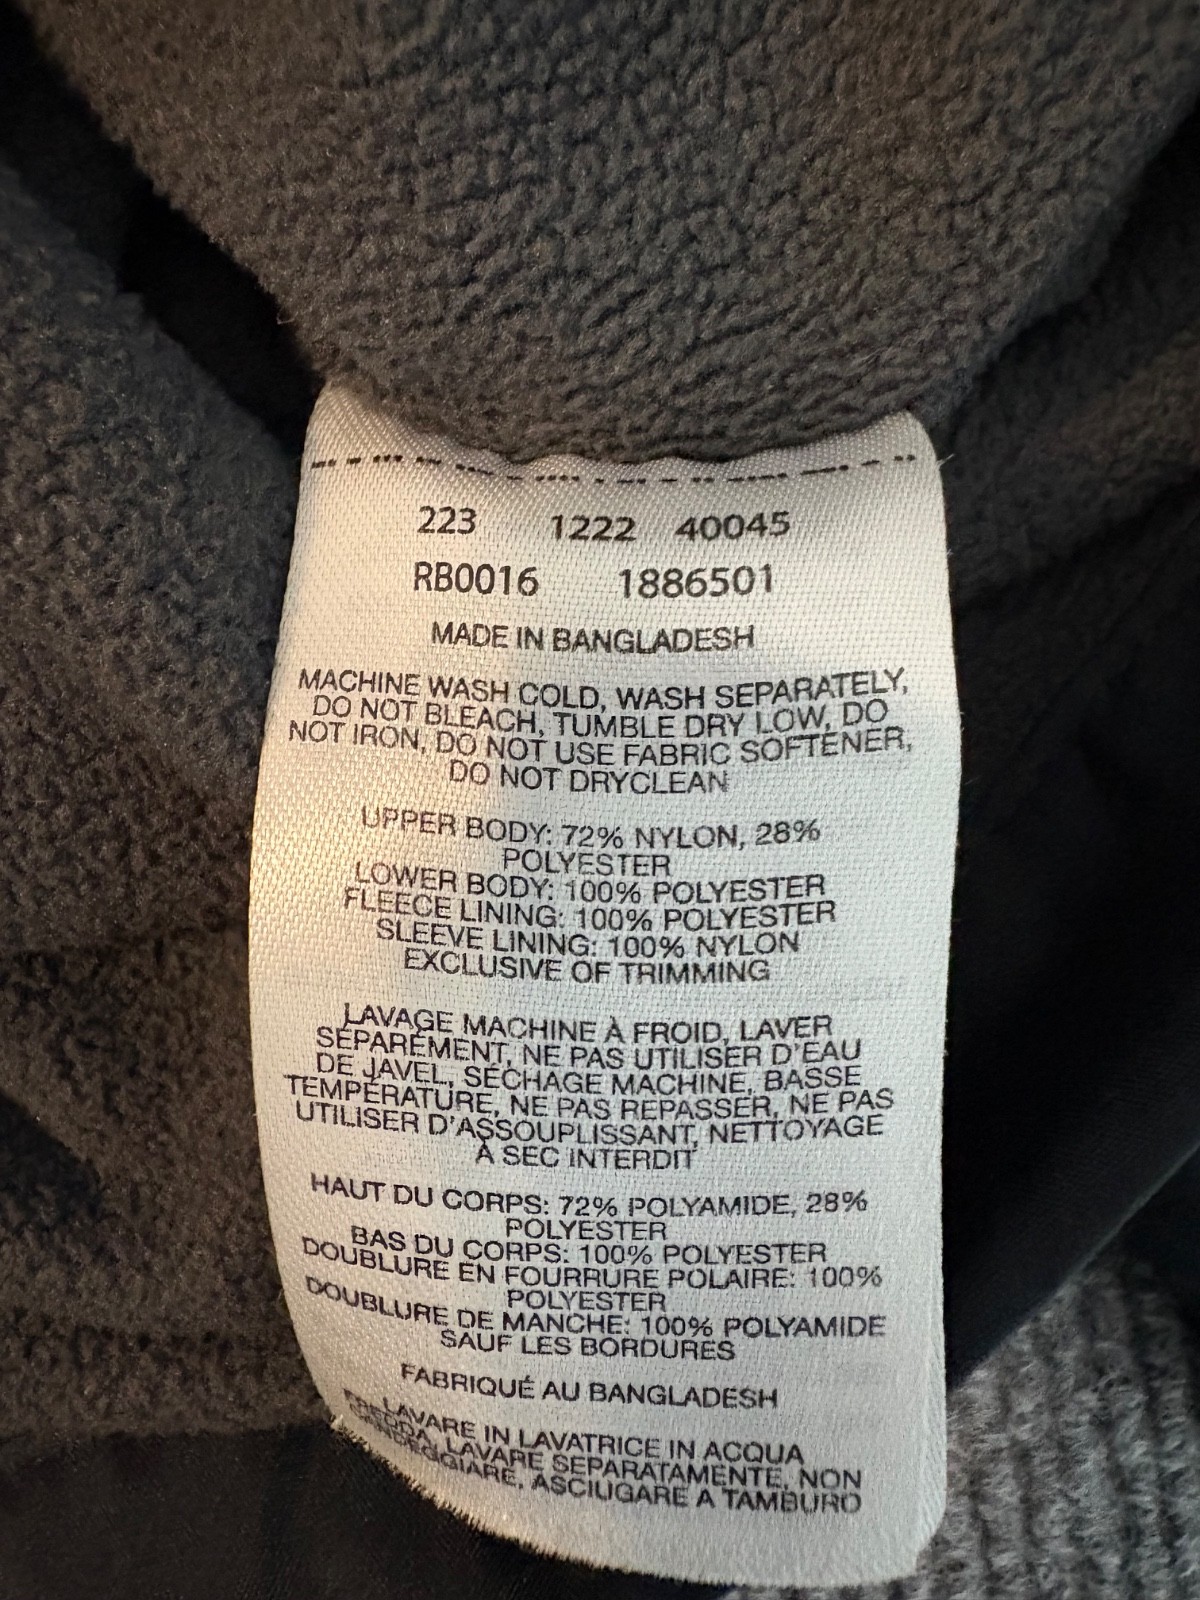 223 1222 40045
RB0016 1886501
MADE IN BANGLADESH
MACHINE WASH COLD, WASH SEPARATELY,
DO NOT BLEACH, TUMBLE DRY LOW, DO
NOT IRON, DO NOT USE FABRIC SOFTENER,
DO NOT DRYCLEAN
UPPER BODY: 72% NYLON, 28%
POLYESTER
LOWER BODY: 100% POLYESTER
FLEECE LINING: 100% POLYESTER
SLEEVE LINING: 100% NYLON
EXCLUSIVE OF TRIMMING
LAVAGE MACHINE À FROID, LAVER
SÉPARÉMENT, NE PAS UTILISER D'EAU
DE JAVEL, SÉCHAGE MACHINE, BASSE
TEMPÉRATURE, NE PAS REPASSER, NE PAS
UTILISER D'ASSOUPLISSANT, NETTOYAGE
À SEC INTERDIT
HAUT DU CORPS: 72% POLYAMIDE, 28%
POLYESTER
BAS DU CORPS: 100% POLYESTER
DOUBLURE EN FOURRURE POLAIRE: 100%
POLYESTER
DOUBLURE DE MANCHE: 100% POLYAMIDE
SAUF LES BORDURES
FABRIQUÉ AU BANGLADESH
LAVARE IN LAVATRICE IN ACQUA
FREDDA, LAVARE SEPARATAMENTE, NON
CANDEGGIARE, ASCIUGARE A TAMBURO